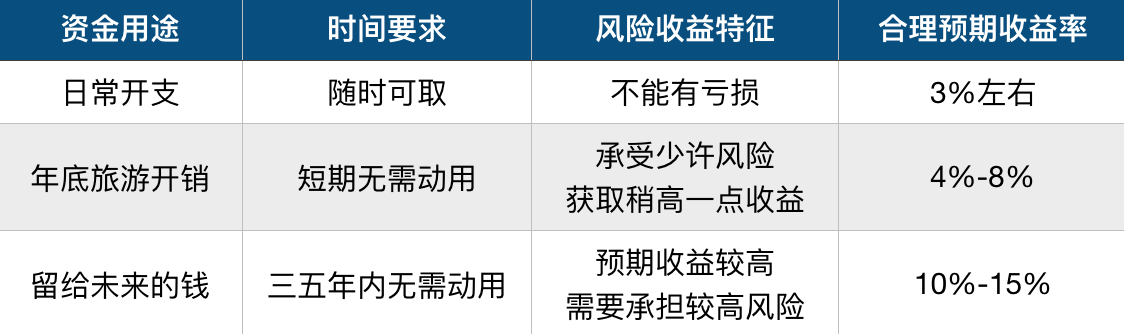 资金用途 时间要求 风险收益特征 合理预期收益率
日常开支 随时可取 不能有亏损 3%左右
年底旅游开销 短期无需动用 承受少许风险
获取稍高一点收益 4%-8%
留给未来的钱 三五年内无需动用 预期收益较高
需要承担较高风险 10%-15%